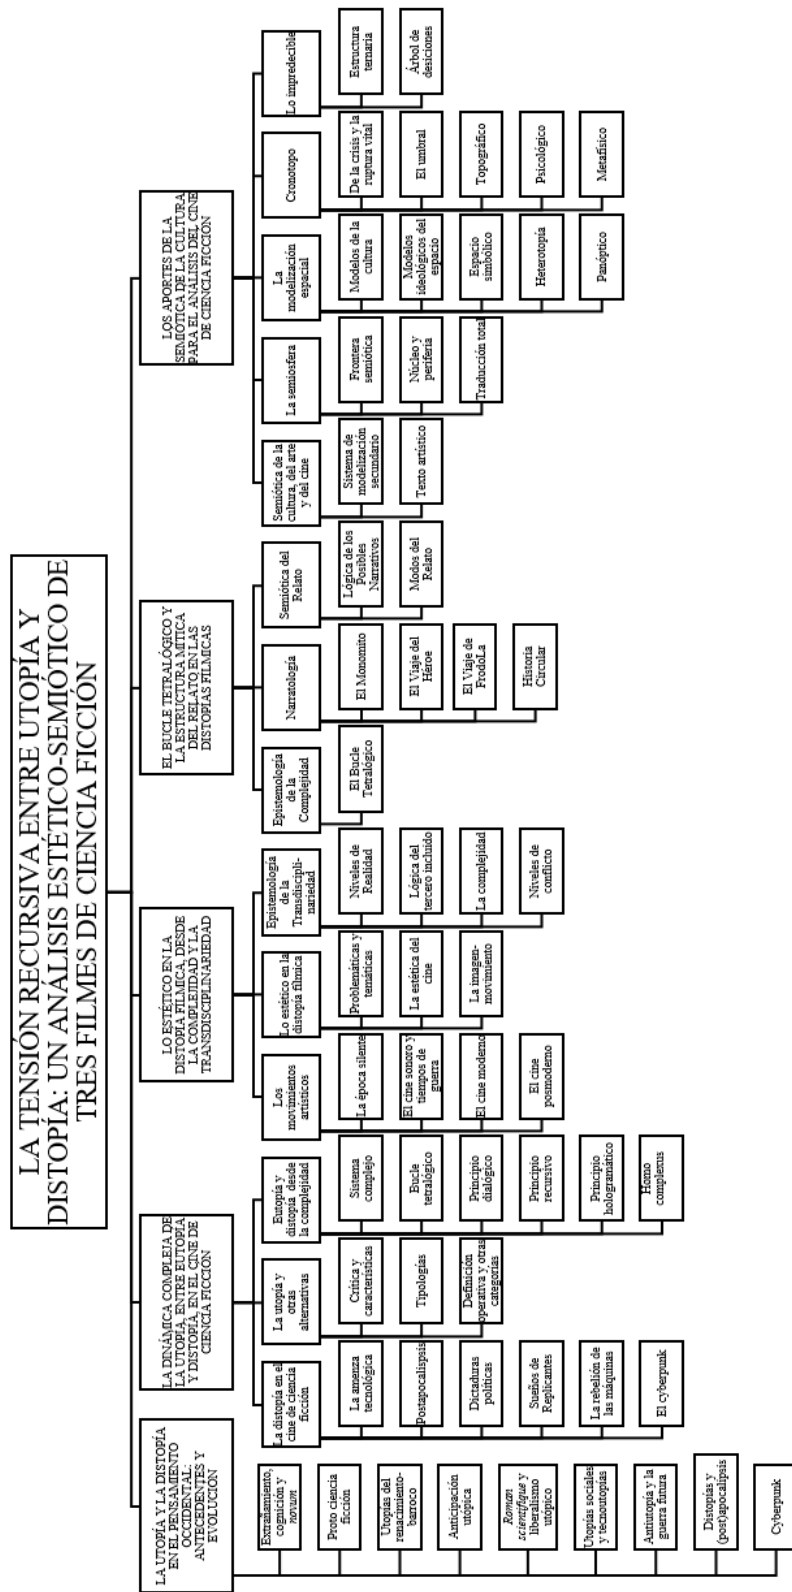 LA TENSIÓN RECURSIVA ENTRE UTOPÍA Y
DISTOPÍA: UN ANÁLISIS ESTÉTICO-SEMIÓTICO DE
TRES FILMES DE CIENCIA FICCIÓN
LA UTOPÍA Y LA DISTOPÍA
EN EL PENSAMIENTO
OCCIDENTAL:
ANTECEDENTES Y
EVOLUCIÓN
Extrañamiento,
cognición y
novum
Proto ciencia
ficción
Utopías del
renacimiento-
barroco
Anticipación
utópica
Roman
scientifique y
liberalismo
utópico
Utopías sociales
y tecnoutopías
Antiutopía y la
guerra futura
Distopías y
(post)apocalipsis
Cyberpunk
LA DINÁMICA COMPLEJA DE
LA UTOPÍA, ENTRE EUTOPÍA
Y DISTOPÍA, EN EL CINE DE
CIENCIA FICCIÓN
La distopía en el
cine de ciencia
ficción
La amenza
tecnológica
Postapocalispsis
Dictaduras
políticas
Sueños de
Replicantes
La rebelión de
las máquinas
El cyberpunk
La utopía y
otras
alternativas
Crítica y
características
Tipologías
Definición
operativa y otras
categorías
Eutopía y
distopía desde
la complejidad
Sistema
complejo
Bucle
tetralógico
Principio
dialógico
Principio
recursivo
Principio
hologramático
Homo
complexus
LO ESTÉTICO EN LA
DISTOPÍA FÍLMICA, DESDE
LA COMPLEJIDAD Y LA
TRANSDISCIPLINARIEDAD
Los
movimientos
artísticos
La época silente
El cine sonoro y
tiempos de
guerra
El cine moderno
El cine
posmoderno
Lo estético en la
distopía fílmica
Problemáticas y
temáticas
La estética del
cine
La imagen-
movimiento
Epistemología
de la
Transdiscipli-
nariedad
Niveles de
Realidad
Lógica del
tercero incluido
La complejidad
Niveles de
conflicto
EL BUCLE TETRALÓGICO Y
LA ESTRUCTURA MÍTICA
DEL RELATO, EN LAS
DISTOPÍAS FÍLMICAS
Epistemología
de la
Complejidad
El Bucle
Tetralógico
Narratología
El Monomito
El Viaje del
Héroe
El Viaje de
FrodoLa
Historia
Circular
Semiótica del
Relato
Lógica de los
Posibles
Narrativos
Modos del
Relato
LOS APORTES DE LA
SEMIÓTICA DE LA CULTURA,
PARA EL ANÁLISIS DEL CINE
DE CIENCIA FICCIÓN
Semiótica de la
cultura, del arte
y del cine
Sistema de
modelización
secundario
Texto artístico
La semiosfera
Frontera
semiótica
Núcleo y
periferia
Traducción total
La
modelización
espacial
Modelos de la
cultura
Modelos
ideológicos del
espacio
Espacio
simbólico
Heterotopía
Panóptico
Cronotopo
De la crisis y la
ruptura vital
El umbral
Topográfico
Psicológico
Metafísico
Lo impredecible
Estructura
ternaria
Árbol de
desiciones